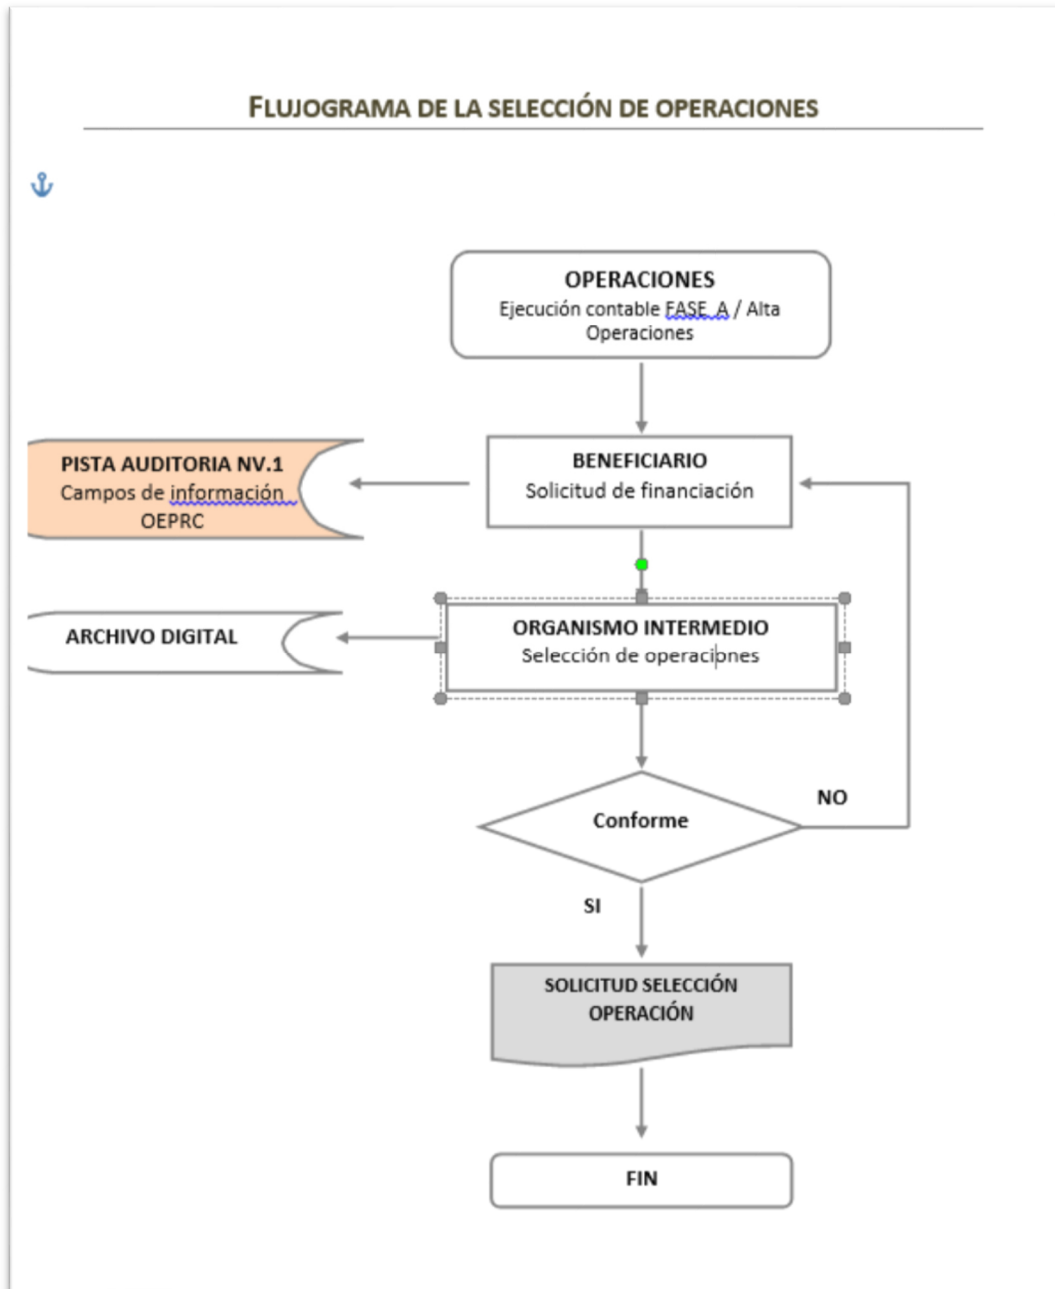 FLUJOGRAMA DE LA SELECCIÓN DE OPERACIONES
OPERACIONES
Ejecución contable FASE_A / Alta
Operaciones
PISTA AUDITORIA NV.1
Campos de información
OEPRC
BENEFICIARIO
Solicitud de financiación
ARCHIVO DIGITAL
ORGANISMO INTERMEDIO
Selección de operaciones
Conforme
NO
SI
SOLICITUD SELECCIÓN
OPERACIÓN
FIN